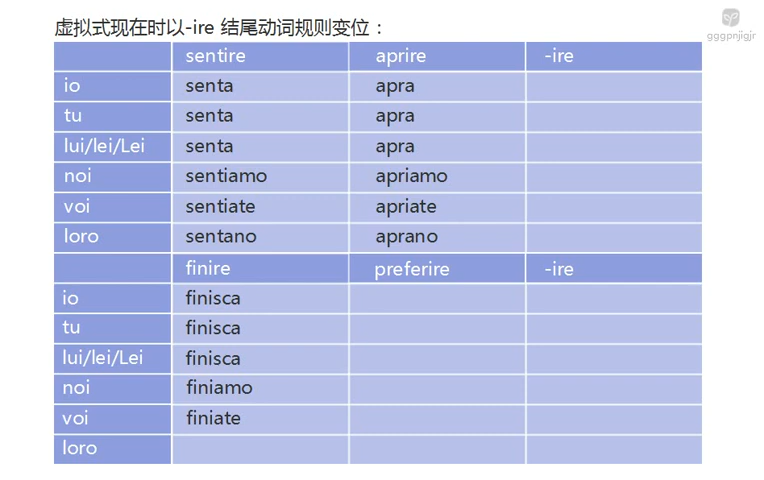 虚拟式现在时以-ire 结尾动词规则变位：
gggpnjigjr
sentire aprire -ire
io senta apra
tu senta apra
lui/lei/Lei senta apra
noi sentiamo apriamo
voi sentiate apriate
loro sentano aprano
finire preferire -ire
io finisca
tu finisca
lui/lei/Lei finisca
noi finiamo
voi finiate
loro